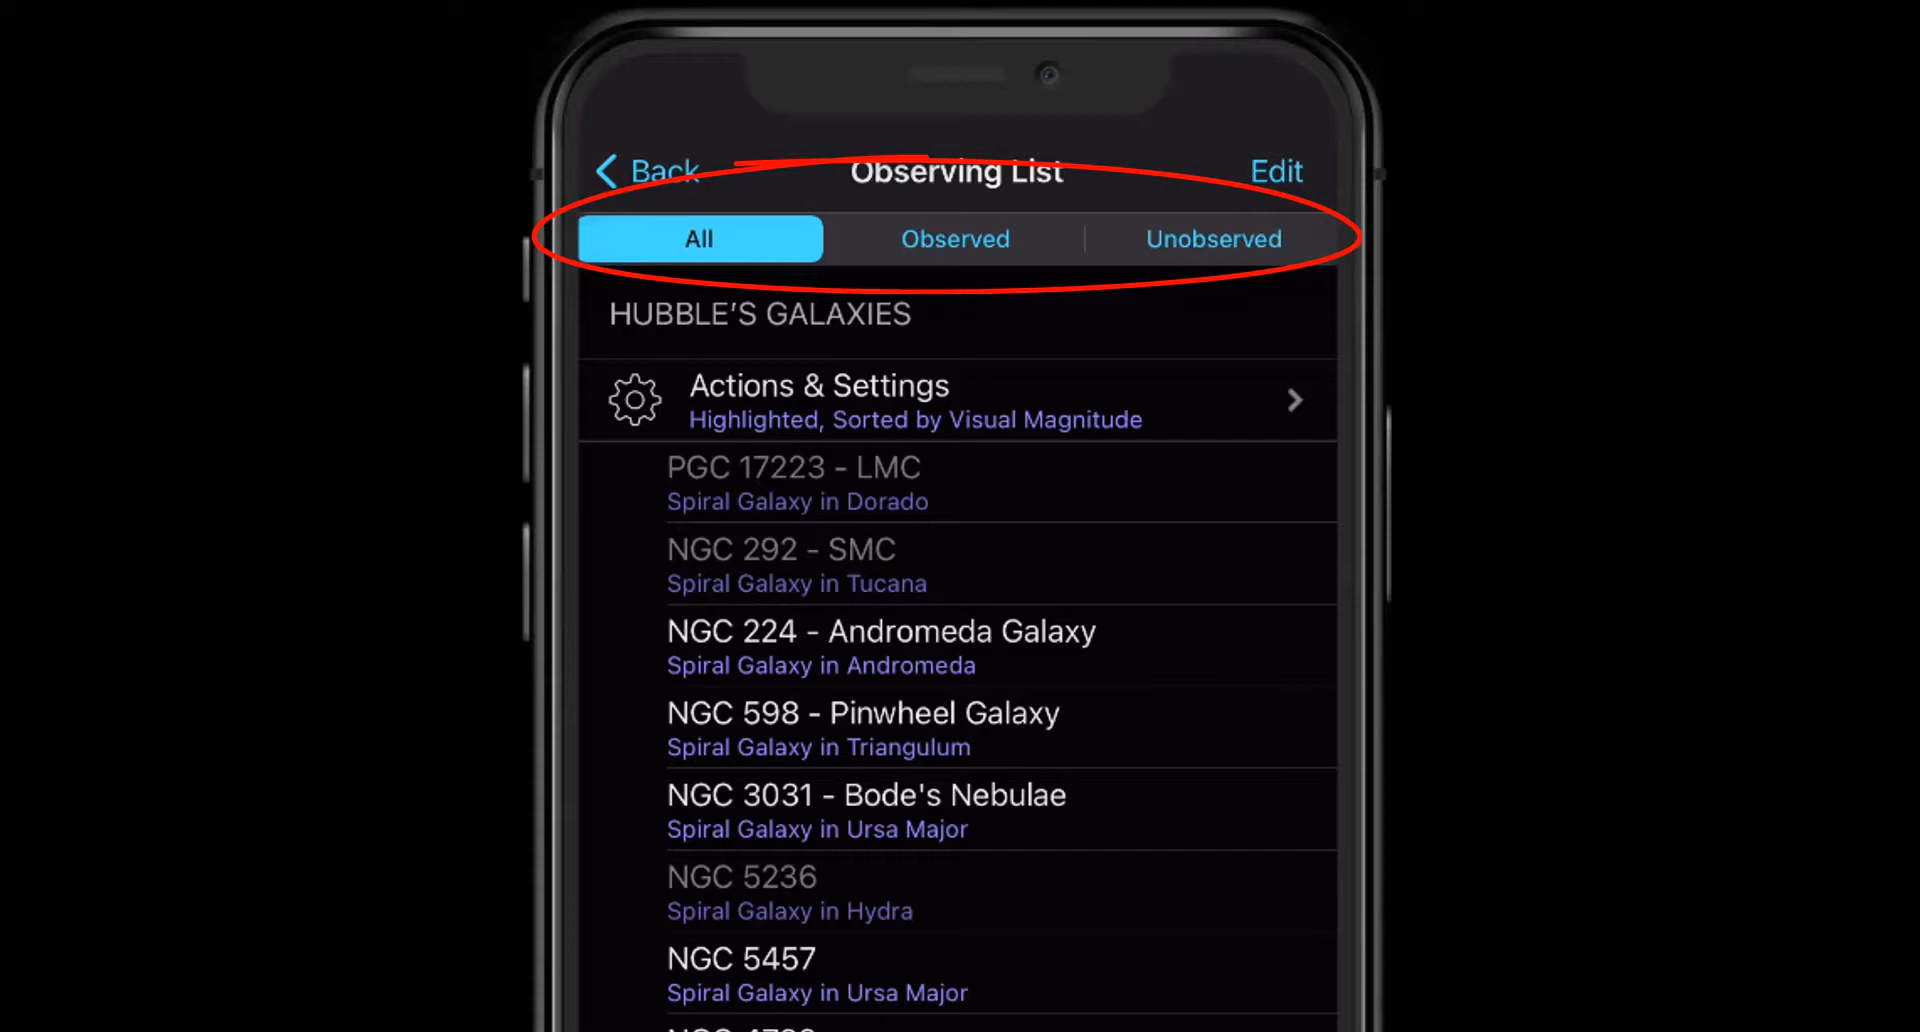 Back Observing List Edit
All Observed Unobserved
HUBBLE’S GALAXIES
Actions & Settings
Highlighted, Sorted by Visual Magnitude
PGC 17223 - LMC
Spiral Galaxy in Dorado
NGC 292 - SMC
Spiral Galaxy in Tucana
NGC 224 - Andromeda Galaxy
Spiral Galaxy in Andromeda
NGC 598 - Pinwheel Galaxy
Spiral Galaxy in Triangulum
NGC 3031 - Bode's Nebulae
Spiral Galaxy in Ursa Major
NGC 5236
Spiral Galaxy in Hydra
NGC 5457
Spiral Galaxy in Ursa Major